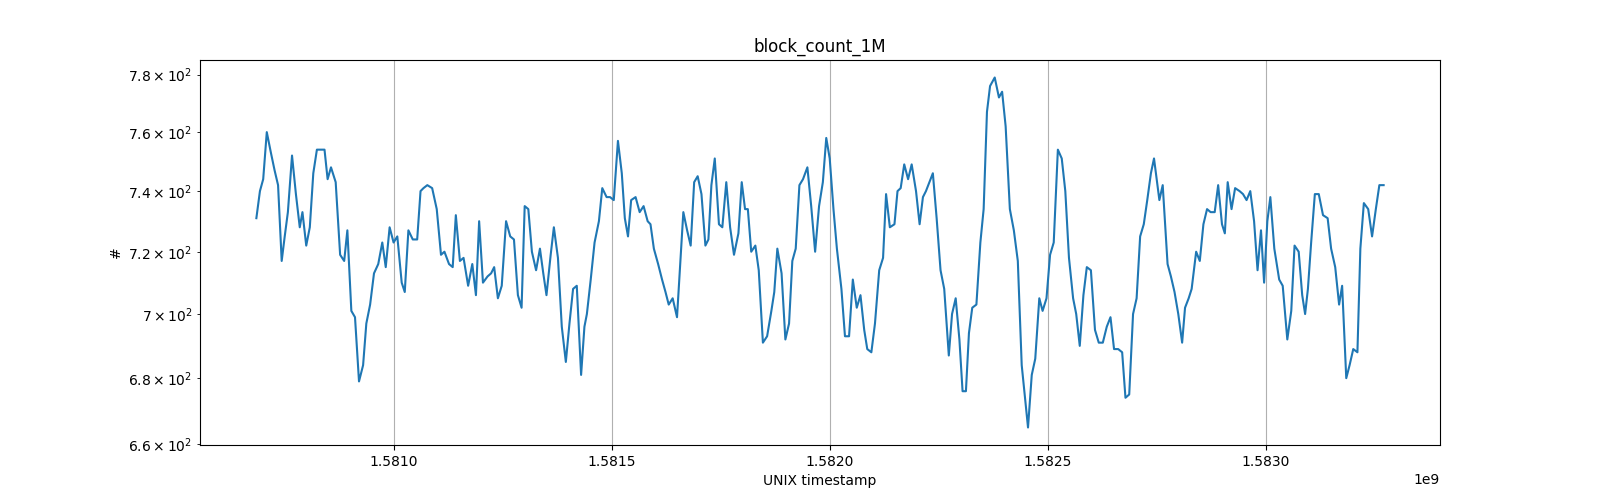 block_count_1M
7.8 × 10²
7.6 × 10²
7.4 × 10²
7.2 × 10²
7 × 10²
6.8 × 10²
6.6 × 10²
#
1.5810 1.5815 1.5820 1.5825 1.5830
1e9
UNIX timestamp